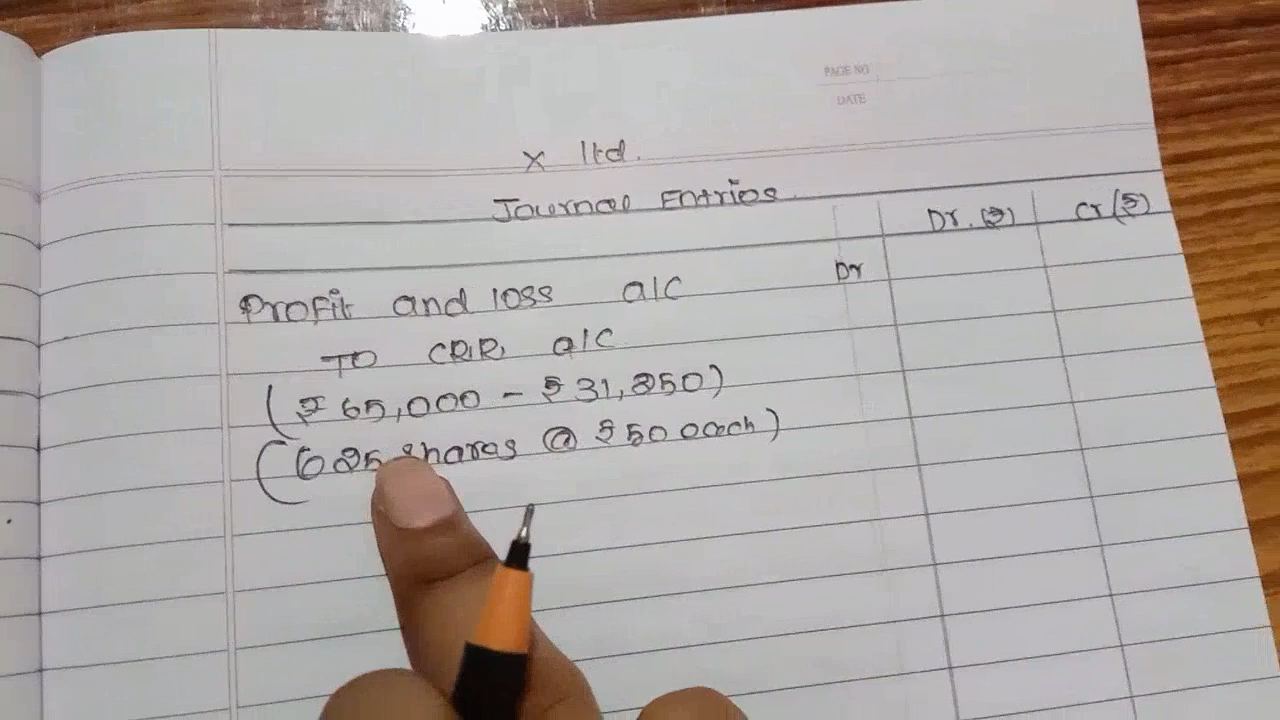 PAGE NO
DATE
X ltd.
Journal Entries
Dr. (₹) Cr (₹)
Profit and loss a/c Dr
TO CRR a/c
(₹ 65,000 - ₹ 31,250)
(625 shares @ ₹ 50 each)